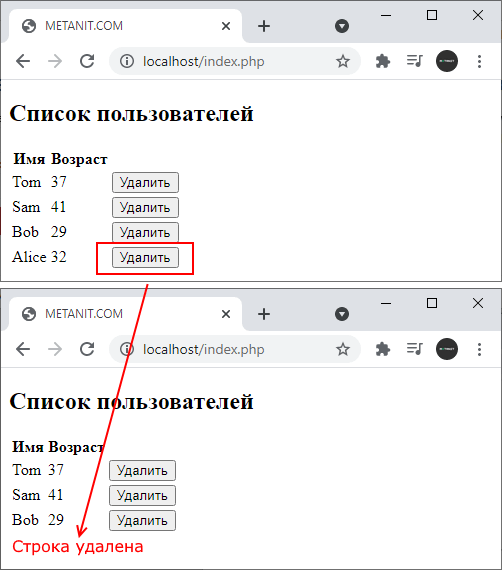 METANIT.COM
localhost/index.php
Список пользователей
Имя Возраст
Tom 37 Удалить
Sam 41 Удалить
Bob 29 Удалить
Alice 32 Удалить
METANIT.COM
localhost/index.php
Список пользователей
Имя Возраст
Tom 37 Удалить
Sam 41 Удалить
Bob 29 Удалить
Строка удалена